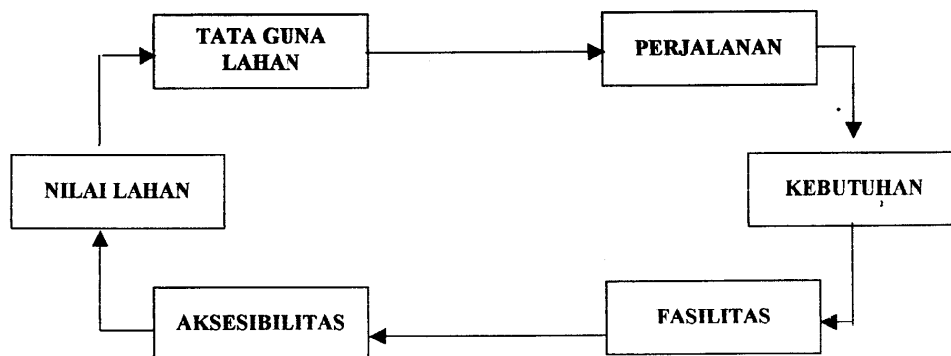 TATA GUNA
LAHAN
PERJALANAN
NILAI LAHAN
KEBUTUHAN
AKSESIBILITAS
FASILITAS